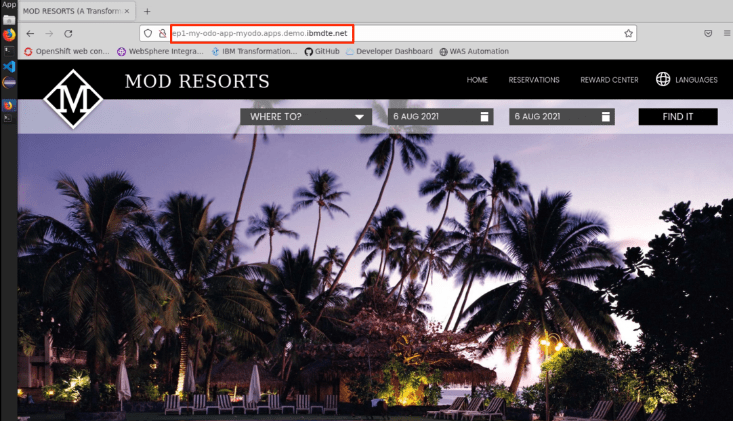 App
MOD RESORTS (A Transform
ep1-my-odo-app-myodo.apps.demo.ibmdte.net
OpenShift web con... WebSphere Integra... IBM Transformation... GitHub Developer Dashboard WAS Automation
M MOD RESORTS HOME RESERVATIONS REWARD CENTER LANGUAGES
WHERE TO? 6 AUG 2021 6 AUG 2021 FIND IT